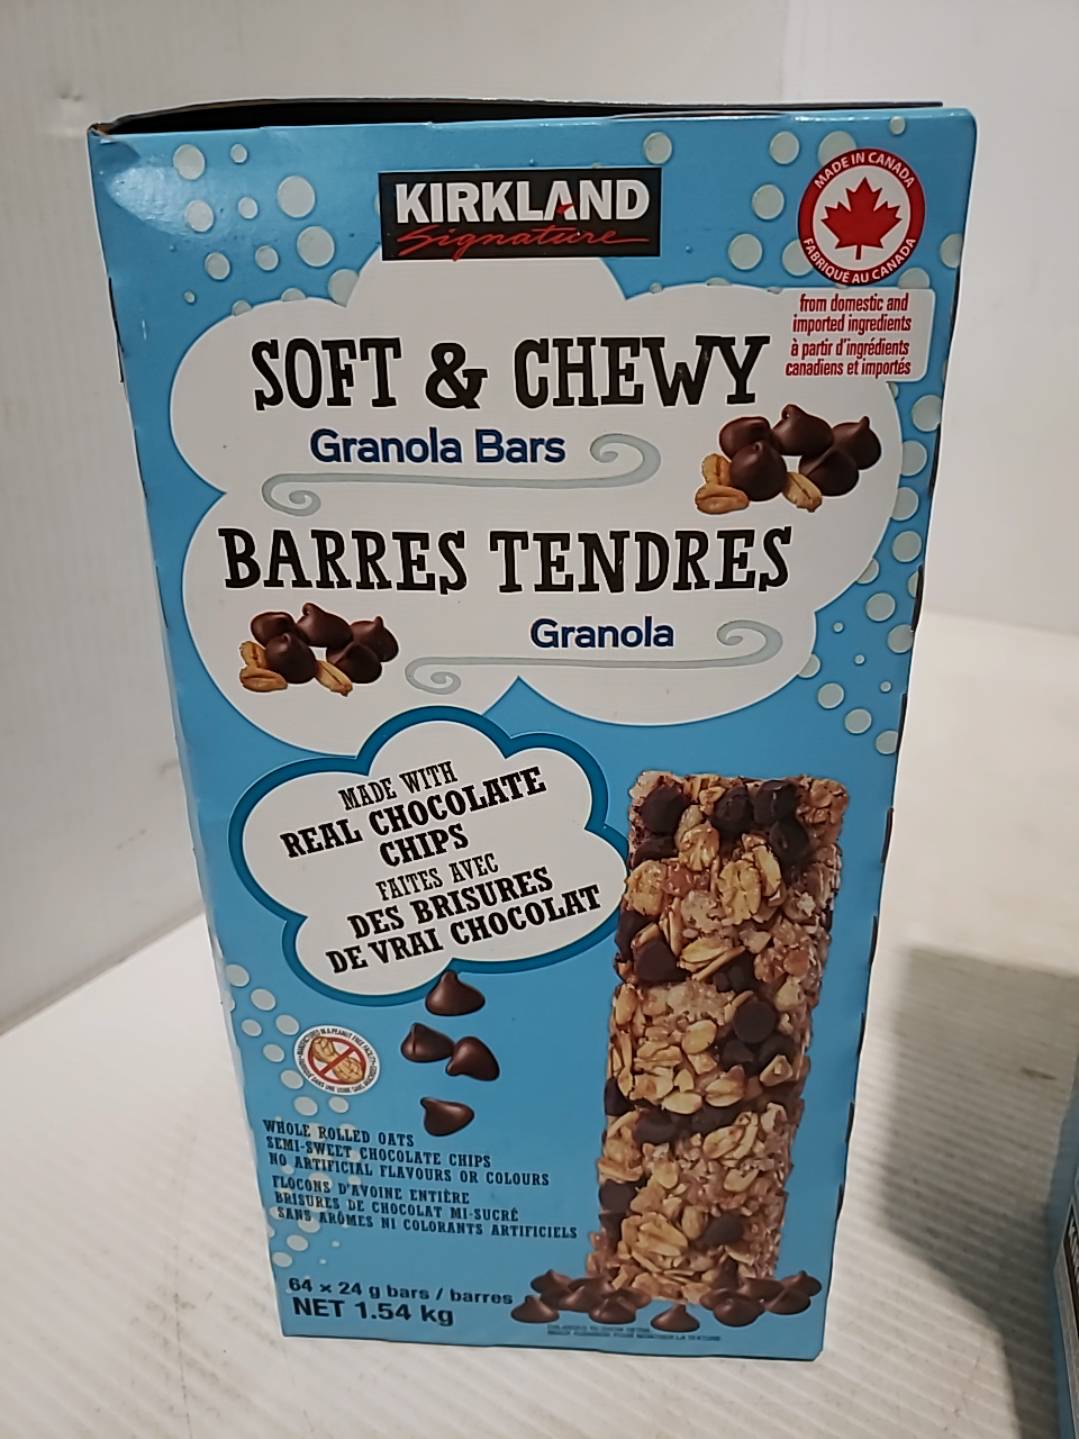 KIRKLAND
Signature
MADE IN CANADA
FABRIQUÉ AU CANADA
from domestic and
imported ingredients
à partir d'ingrédients
canadiens et importés
SOFT & CHEWY
Granola Bars
BARRES TENDRES
Granola
MADE WITH
REAL CHOCOLATE
CHIPS
FAITES AVEC
DES BRISURES
DE VRAI CHOCOLAT
WHOLE ROLLED OATS
SEMI-SWEET CHOCOLATE CHIPS
NO ARTIFICIAL FLAVOURS OR COLOURS
FLOCONS D'AVOINE ENTIÈRE
BRISURES DE CHOCOLAT MI-SUCRÉ
SANS ARÔMES NI COLORANTS ARTIFICIELS
64 x 24 g bars / barres
NET 1.54 kg